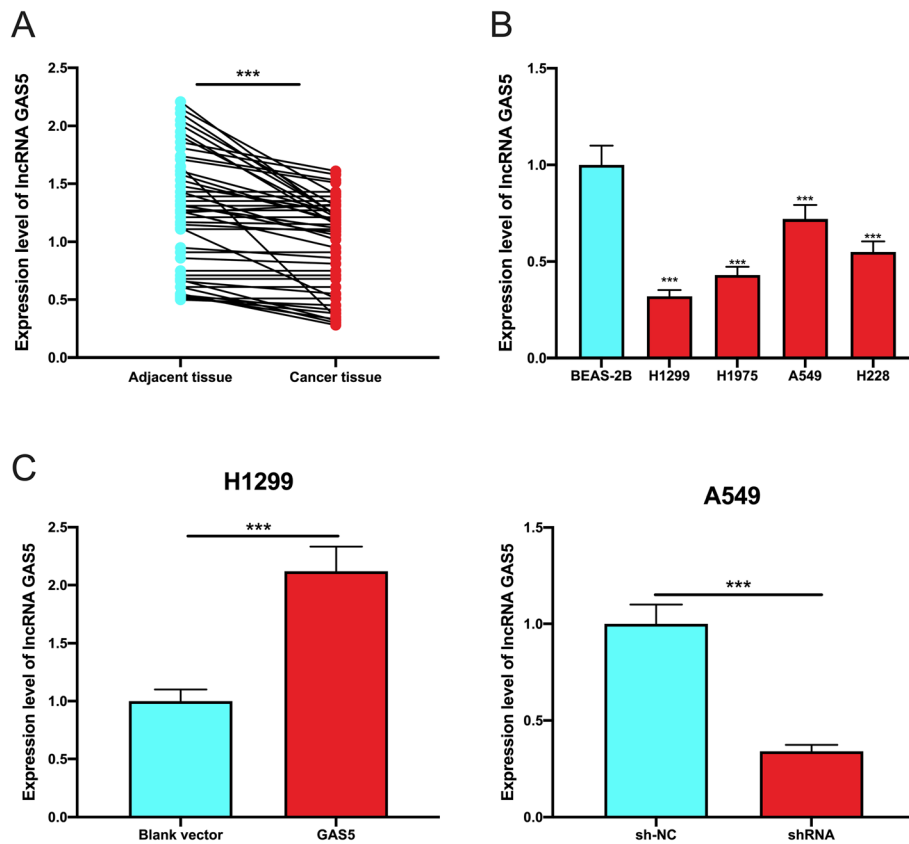 A
Expression level of lncRNA GAS5
2.5
2.0
1.5
1.0
0.5
0.0
***
Adjacent tissue
Cancer tissue
B
Expression level of lncRNA GAS5
1.5
1.0
0.5
0.0
***
***
***
***
BEAS-2B
H1299
H1975
A549
H228
C
H1299
Expression level of lncRNA GAS5
2.5
2.0
1.5
1.0
0.5
0.0
***
Blank vector
GAS5
A549
Expression level of lncRNA GAS5
1.5
1.0
0.5
0.0
***
sh-NC
shRNA